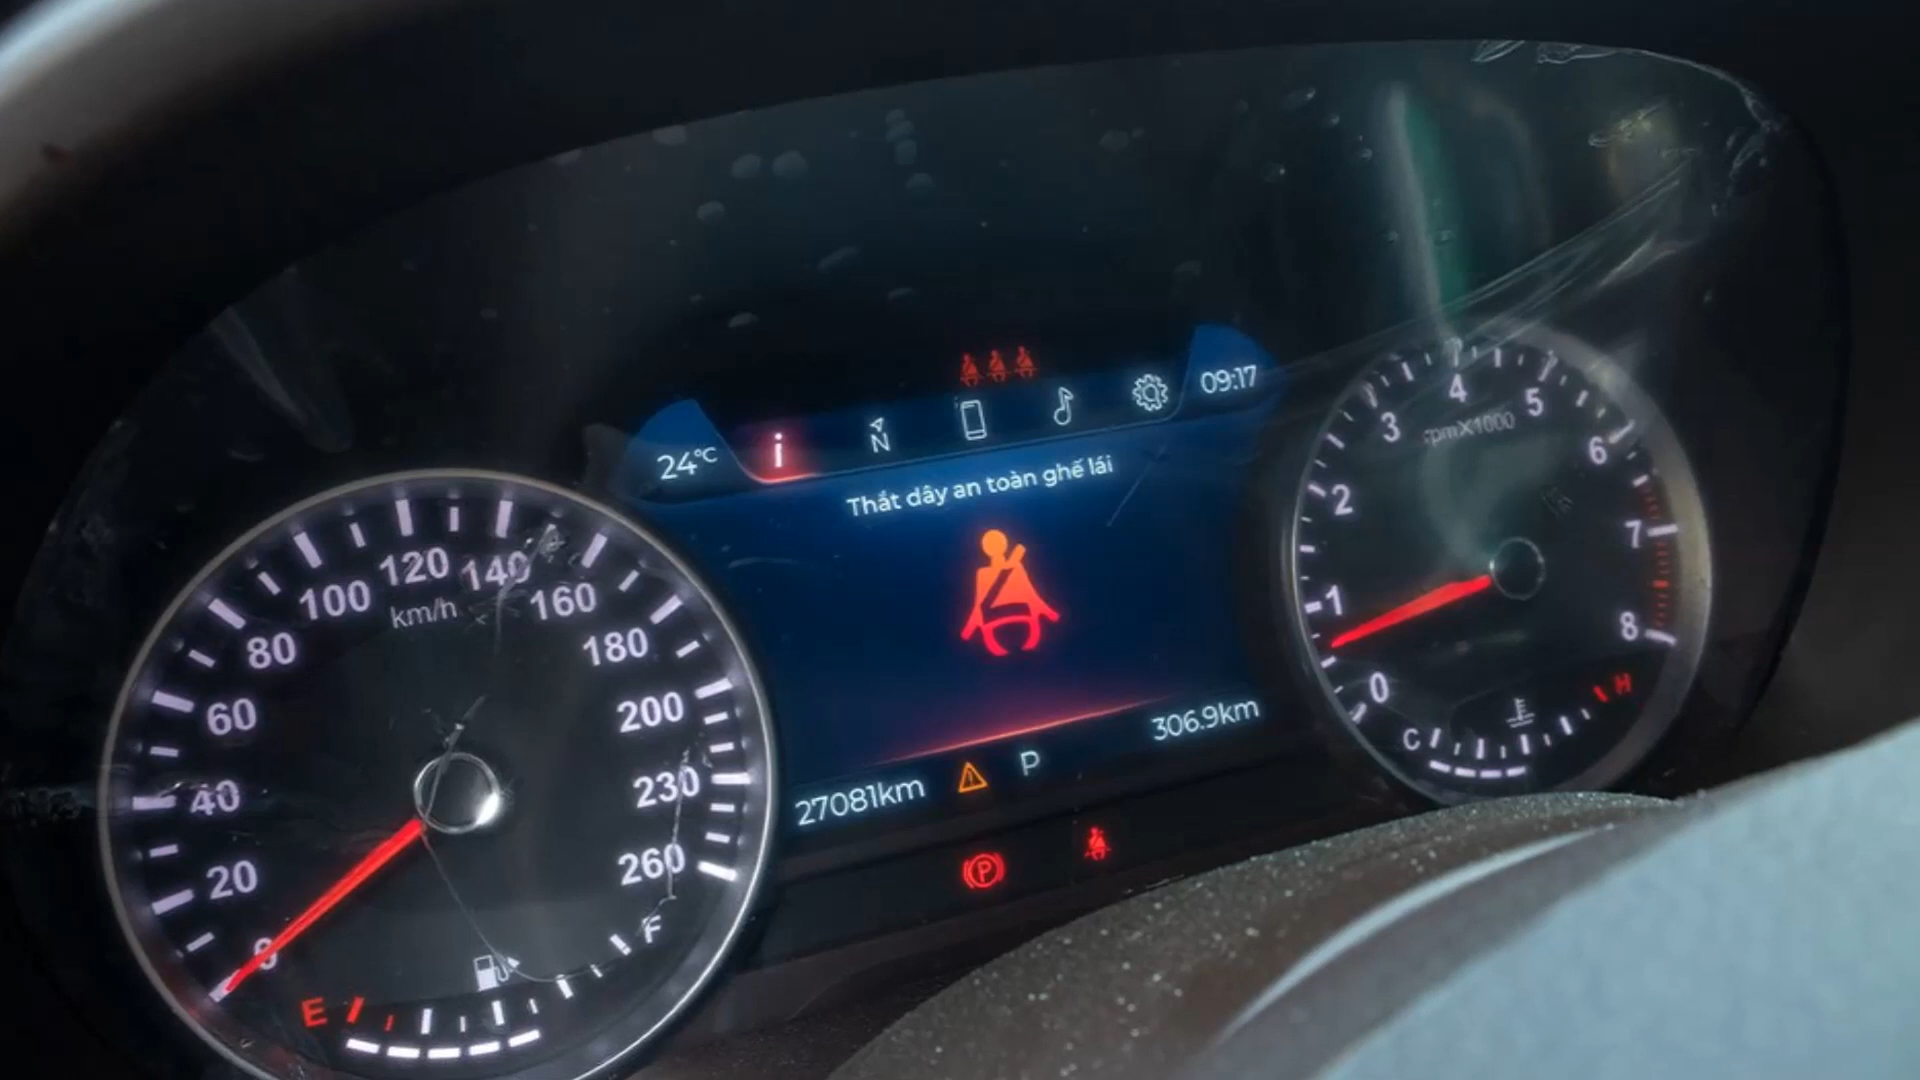 24°C
i
N
09:17
Thắt dây an toàn ghế lái
27081km
P
306.9km
P
km/h
0
20
40
60
80
100
120
140
160
180
200
230
260
E
F
rpmX1000
0
1
2
3
4
5
6
7
8
C
H